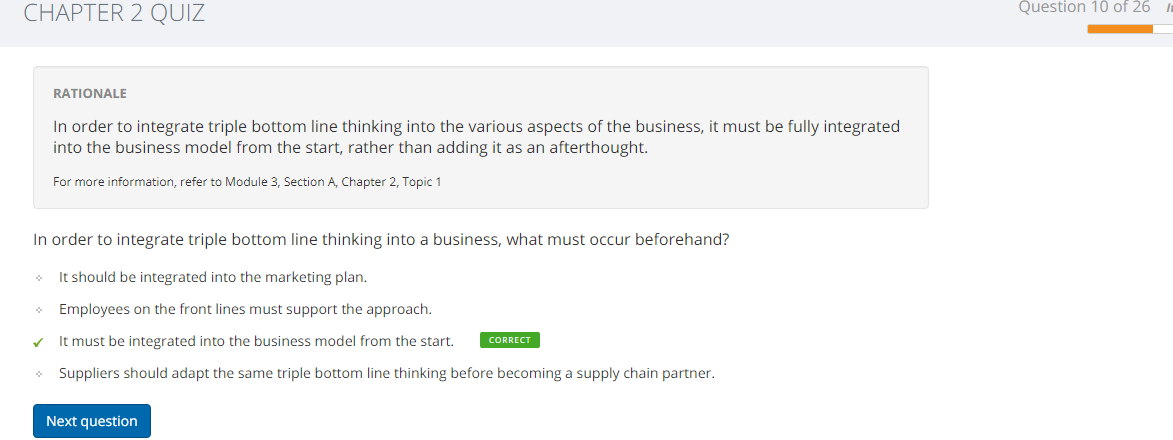 CHAPTER 2 QUIZ
Question 10 of 26
RATIONALE
In order to integrate triple bottom line thinking into the various aspects of the business, it must be fully integrated
into the business model from the start, rather than adding it as an afterthought.
For more information, refer to Module 3, Section A, Chapter 2, Topic 1
In order to integrate triple bottom line thinking into a business, what must occur beforehand?
It should be integrated into the marketing plan.
Employees on the front lines must support the approach.
It must be integrated into the business model from the start. CORRECT
Suppliers should adapt the same triple bottom line thinking before becoming a supply chain partner.
Next question